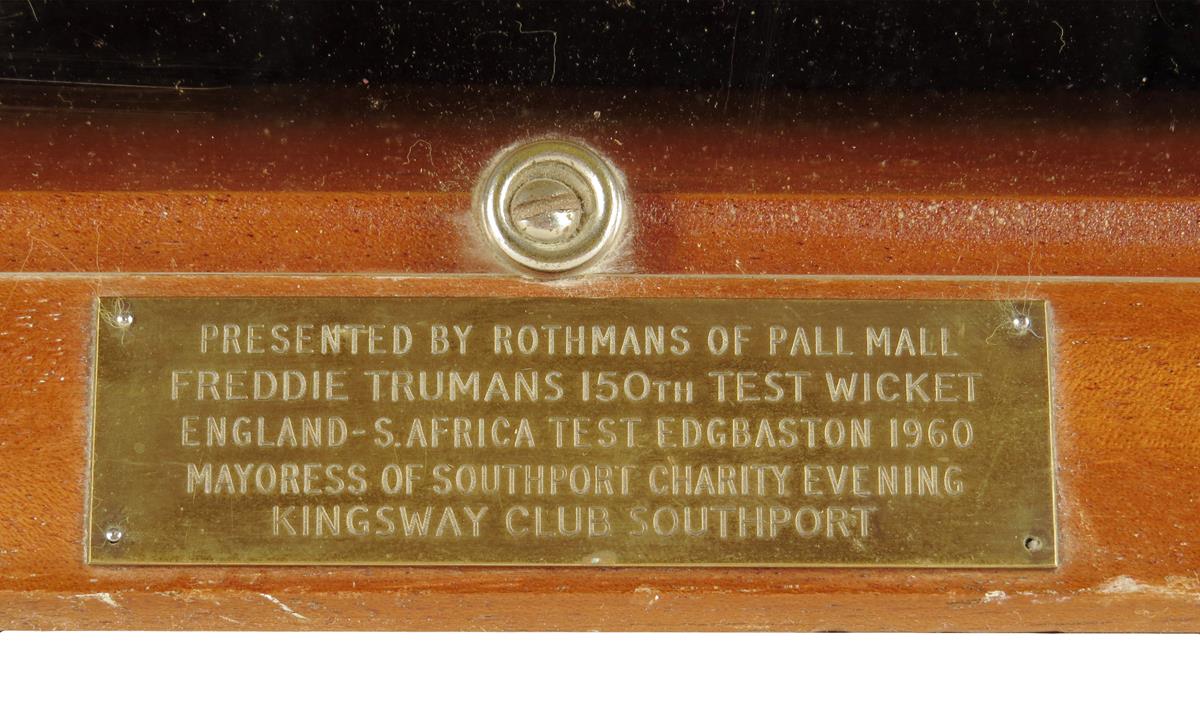 PRESENTED BY ROTHMANS OF PALL MALL
FREDDIE TRUMANS 150TH TEST WICKET
ENGLAND-S.AFRICA TEST EDGBASTON 1960
MAYORESS OF SOUTHPORT CHARITY EVENING
KINGSWAY CLUB SOUTHPORT